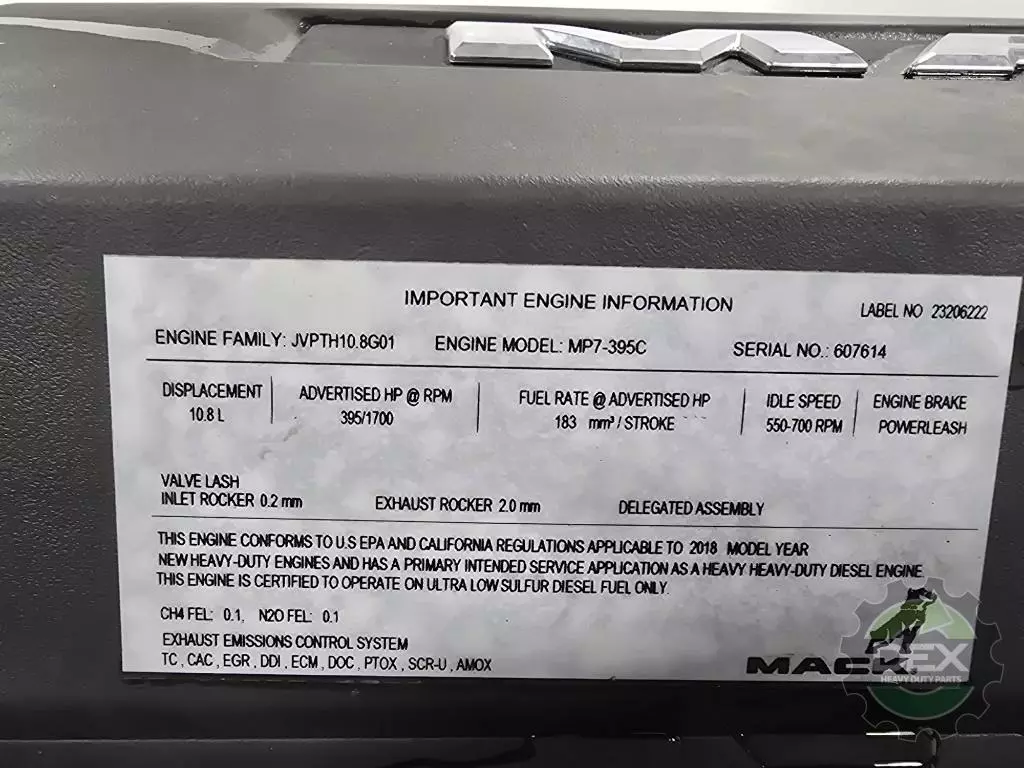 IMPORTANT ENGINE INFORMATION
LABEL NO 23206222
ENGINE FAMILY: JVPTH10.8G01 ENGINE MODEL: MP7-395C SERIAL NO.: 607614
DISPLACEMENT ADVERTISED HP @ RPM FUEL RATE @ ADVERTISED HP IDLE SPEED ENGINE BRAKE
10.8 L 395/1700 183 mm³ / STROKE 550-700 RPM POWERLEASH
VALVE LASH
INLET ROCKER 0.2 mm EXHAUST ROCKER 2.0 mm DELEGATED ASSEMBLY
THIS ENGINE CONFORMS TO U.S EPA AND CALIFORNIA REGULATIONS APPLICABLE TO 2018 MODEL YEAR
NEW HEAVY-DUTY ENGINES AND HAS A PRIMARY INTENDED SERVICE APPLICATION AS A HEAVY HEAVY-DUTY DIESEL ENGINE.
THIS ENGINE IS CERTIFIED TO OPERATE ON ULTRA LOW SULFUR DIESEL FUEL ONLY.
CH4 FEL: 0.1, N2O FEL: 0.1
EXHAUST EMISSIONS CONTROL SYSTEM
TC , CAC , EGR , DDI , ECM , DOC , PTOX , SCR-U , AMOX
MACK
DEX
HEAVY DUTY PARTS